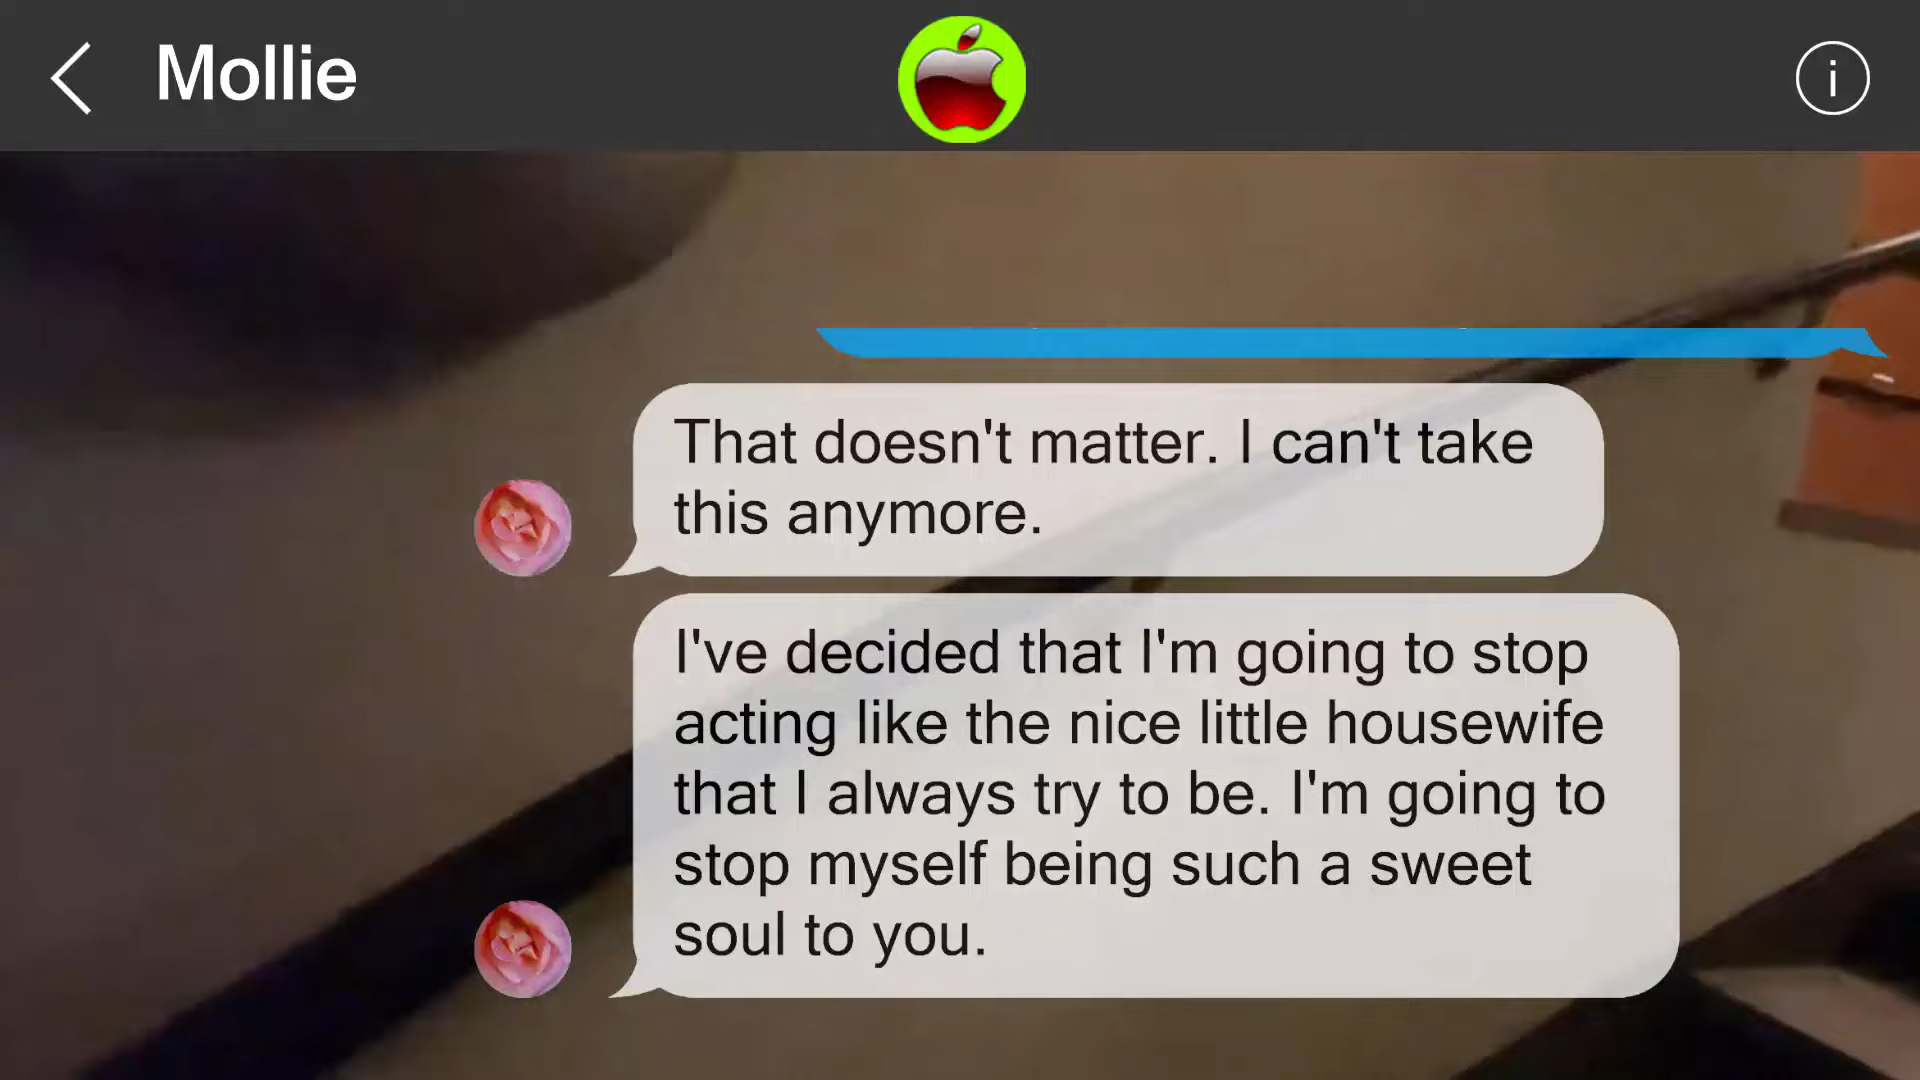 Mollie
That doesn't matter. I can't take
this anymore.
I've decided that I'm going to stop
acting like the nice little housewife
that I always try to be. I'm going to
stop myself being such a sweet
soul to you.